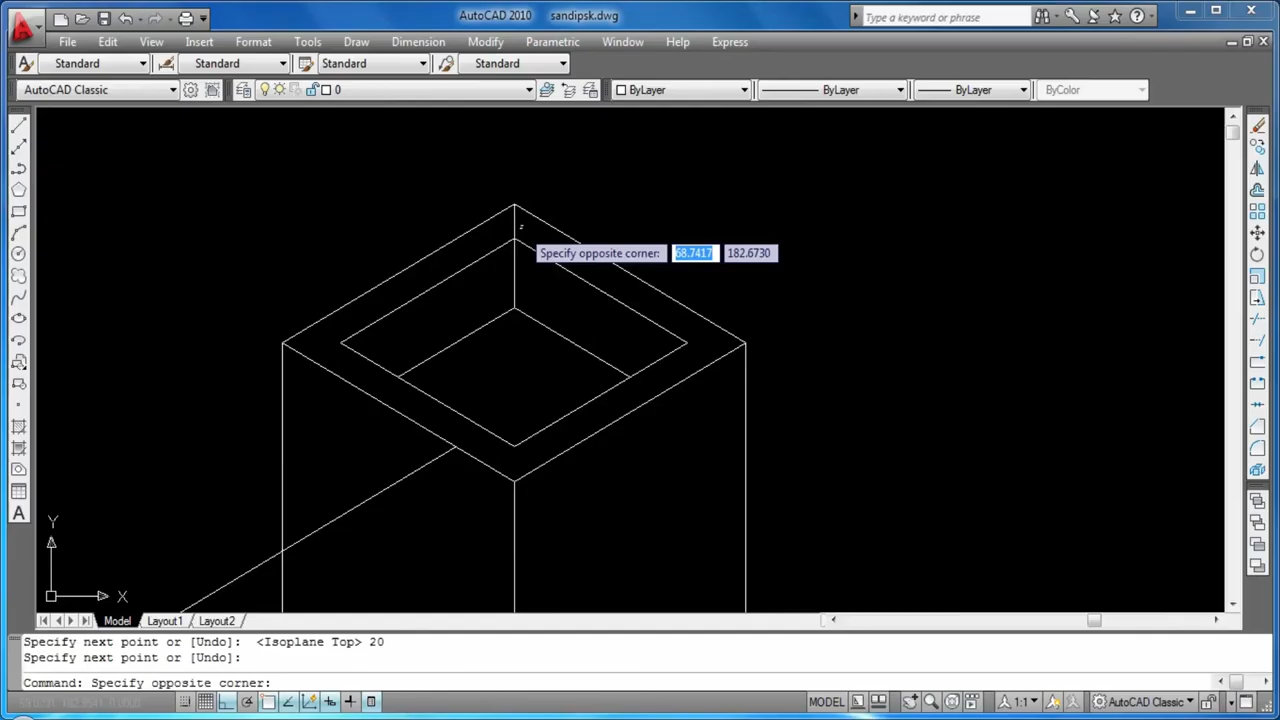 AutoCAD 2010 sandipsk.dwg
Type a keyword or phrase
File Edit View Insert Format Tools Draw Dimension Modify Parametric Window Help Express
Standard Standard Standard Standard
AutoCAD Classic 0 ByLayer ByLayer ByLayer ByColor
Specify opposite corner: 68.7417 182.6730
Y
X
A
Model Layout1 Layout2
Specify next point or [Undo]: <Isoplane Top> 20
Specify next point or [Undo]:
Command: Specify opposite corner:
MODEL 1:1 AutoCAD Classic